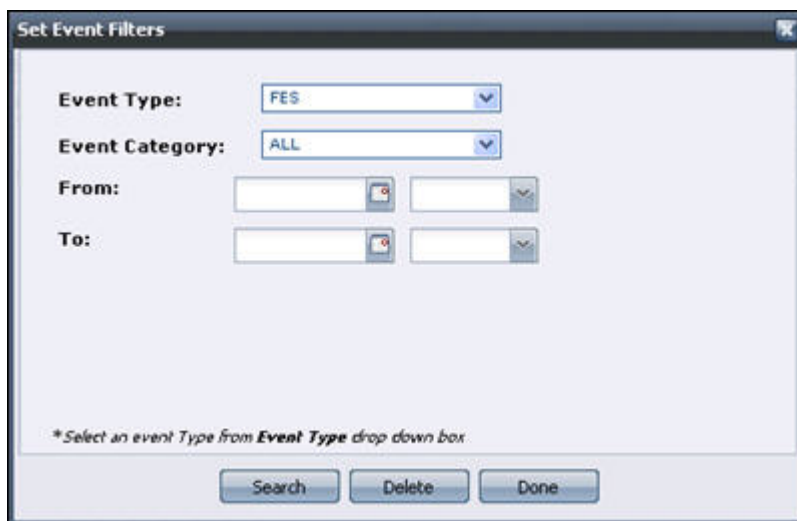 Set Event Filters
Event Type: FES
Event Category: ALL
From:
To:
*Select an event Type from Event Type drop down box
Search Delete Done